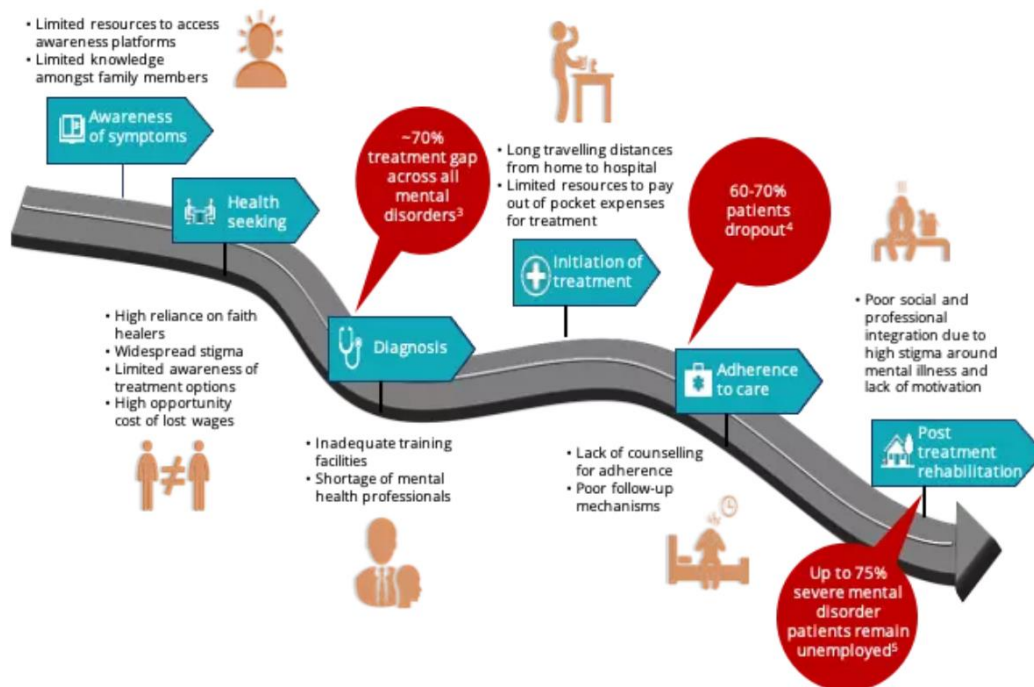 • Limited resources to access
awareness platforms
• Limited knowledge
amongst family members
Awareness
of symptoms
Health
seeking
• High reliance on faith
healers
• Widespread stigma
• Limited awareness of
treatment options
• High opportunity
cost of lost wages
~70%
treatment gap
across all
mental
disorders³
Diagnosis
• Inadequate training
facilities
• Shortage of mental
health professionals
• Long travelling distances
from home to hospital
• Limited resources to pay
out of pocket expenses
for treatment
Initiation of
treatment
60-70%
patients
dropout⁴
Adherence
to care
• Lack of counselling
for adherence
• Poor follow-up
mechanisms
• Poor social and
professional
integration due to
high stigma around
mental illness and
lack of motivation
Post
treatment
rehabilitation
Up to 75%
severe mental
disorder
patients remain
unemployed⁵